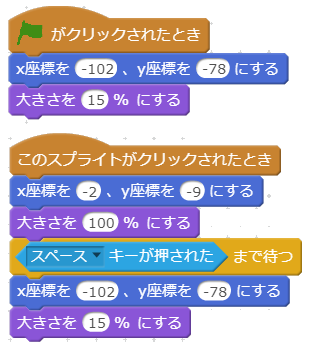 がクリックされたとき
x座標を -102 、y座標を -78 にする
大きさを 15 % にする
このスプライトがクリックされたとき
x座標を -2 、y座標を -9 にする
大きさを 100 % にする
スペース キーが押された まで待つ
x座標を -102 、y座標を -78 にする
大きさを 15 % にする